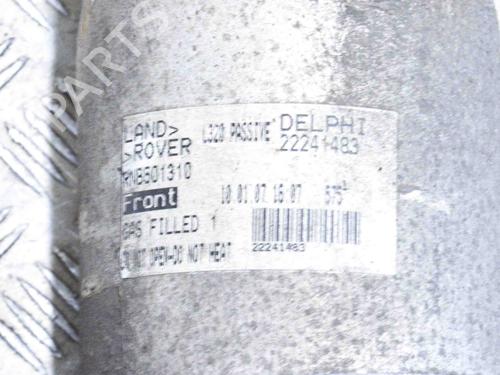 LAND> L320 PASSIVE DELPHI
>ROVER 22241483
RNB501310
Front 10.01.07 16:07 575
GAS FILLED 1
DO NOT OPEN-DO NOT HEAT 22241483
PARTS